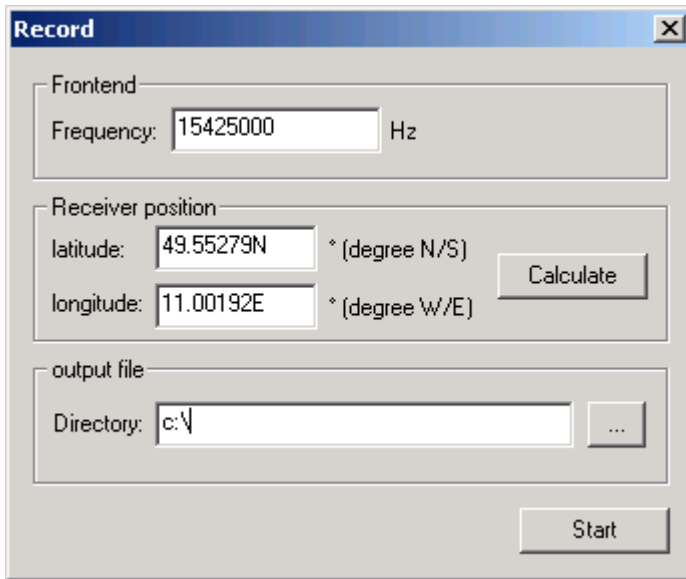 Record
Frontend
Frequency: 15425000 Hz
Receiver position
latitude: 49.55279N ° (degree N/S)
Calculate
longitude: 11.00192E ° (degree W/E)
output file
Directory: c:\ ...
Start